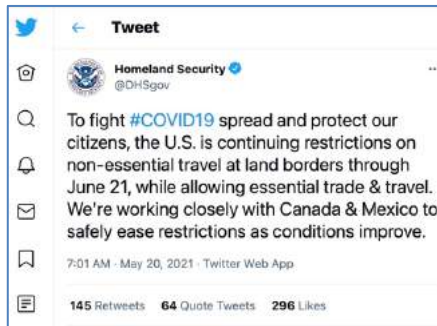 Tweet
Homeland Security
@DHSgov
To fight #COVID19 spread and protect our
citizens, the U.S. is continuing restrictions on
non-essential travel at land borders through
June 21, while allowing essential trade & travel.
We're working closely with Canada & Mexico to
safely ease restrictions as conditions improve.
7:01 AM · May 20, 2021 · Twitter Web App
145 Retweets 64 Quote Tweets 296 Likes